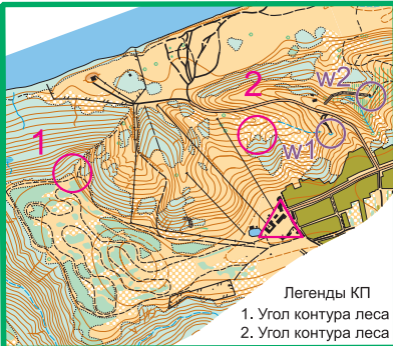 2
w2
1
w1
Легенды КП
1. Угол контура леса
2. Угол контура леса